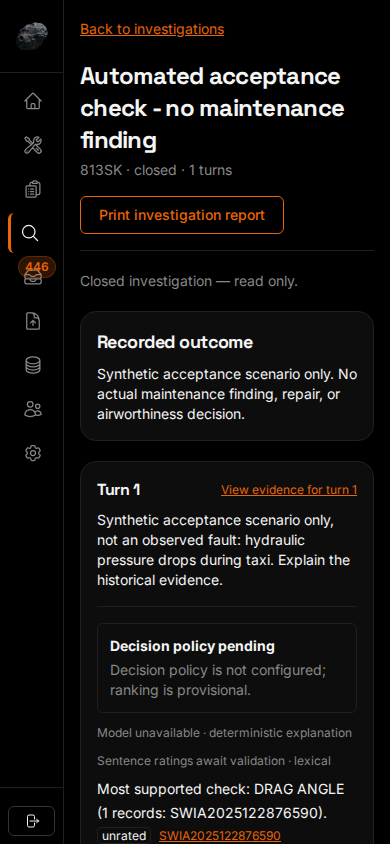 Back to investigations
Automated acceptance
check - no maintenance
finding
813SK · closed · 1 turns
Print investigation report
446
Closed investigation — read only.
Recorded outcome
Synthetic acceptance scenario only. No
actual maintenance finding, repair, or
airworthiness decision.
Turn 1
View evidence for turn 1
Synthetic acceptance scenario only,
not an observed fault: hydraulic
pressure drops during taxi. Explain the
historical evidence.
Decision policy pending
Decision policy is not configured;
ranking is provisional.
Model unavailable · deterministic explanation
Sentence ratings await validation · lexical
Most supported check: DRAG ANGLE
(1 records: SWIA2025122876590).
unrated SWIA2025122876590